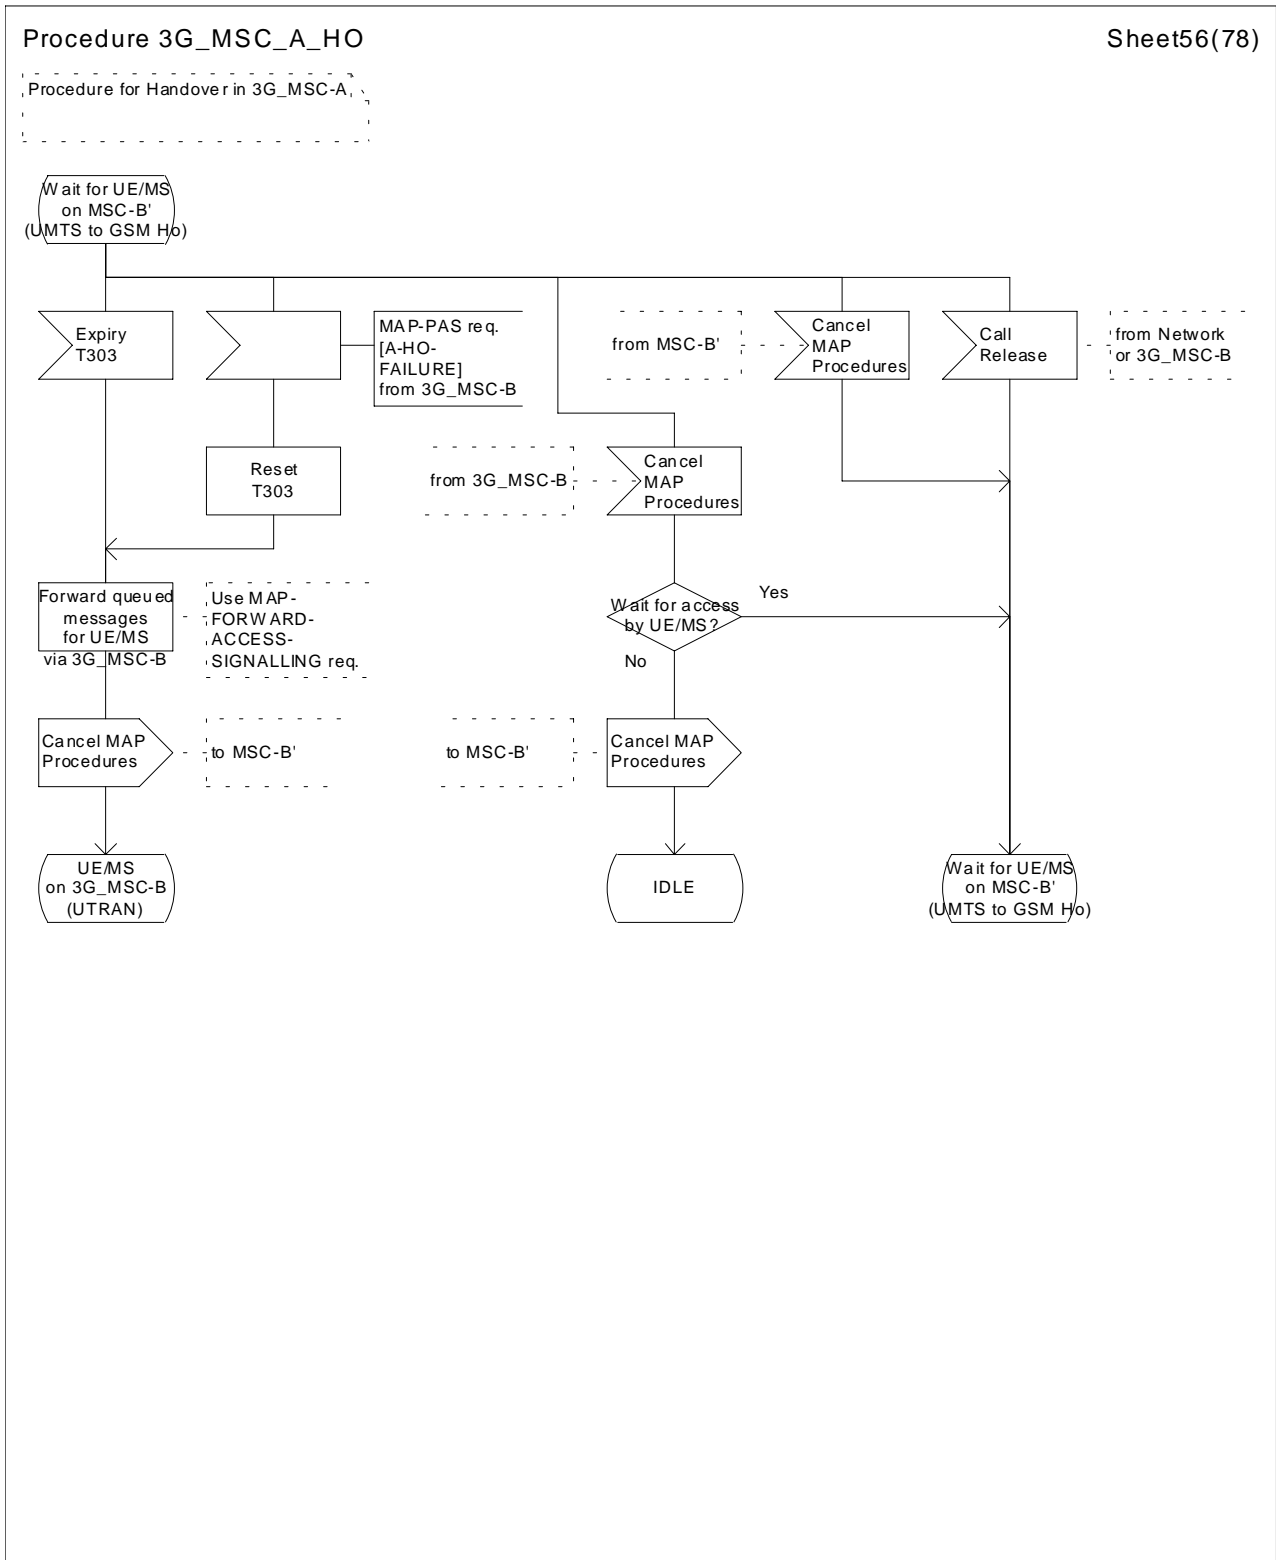 Procedure 3G_MSC_A_HO
Sheet56(78)
Procedure for Handover in 3G_MSC-A
Wait for UE/MS
on MSC-B'
(UMTS to GSM Ho)
Expiry
T303
MAP-PAS req.
[A-HO-
FAILURE]
from 3G_MSC-B
from MSC-B'
Cancel
MAP
Procedures
Call
Release
from Network
or 3G_MSC-B
Reset
T303
from 3G_MSC-B
Cancel
MAP
Procedures
Forward queued
messages
for UE/MS
via 3G_MSC-B
Use MAP-
FORWARD-
ACCESS-
SIGNALLING req.
Wait for access
by UE/MS?
Yes
No
Cancel MAP
Procedures
to MSC-B'
to MSC-B'
Cancel MAP
Procedures
UE/MS
on 3G_MSC-B
(UTRAN)
IDLE
Wait for UE/MS
on MSC-B'
(UMTS to GSM Ho)